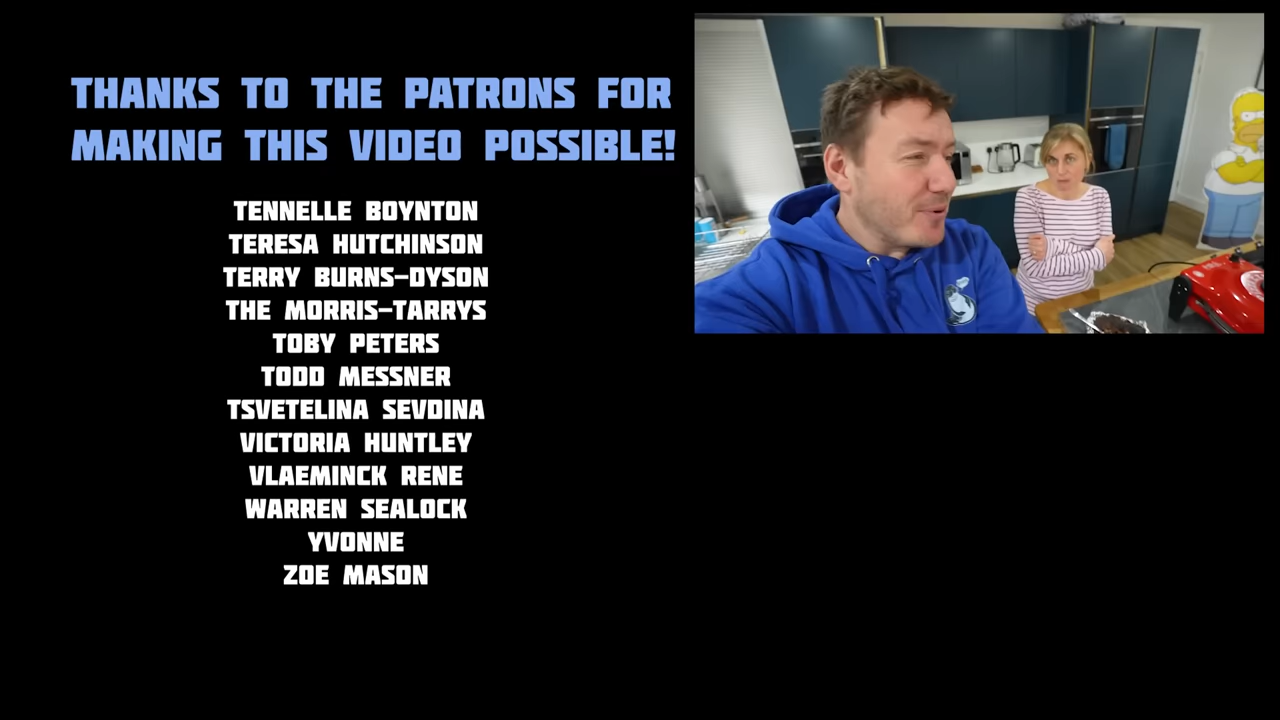 THANKS TO THE PATRONS FOR
MAKING THIS VIDEO POSSIBLE!
TENNELLE BOYNTON
TERESA HUTCHINSON
TERRY BURNS-DYSON
THE MORRIS-TARRYS
TOBY PETERS
TODD MESSNER
TSVETELINA SEVDINA
VICTORIA HUNTLEY
VLAEMINCK RENE
WARREN SEALOCK
YVONNE
ZOE MASON